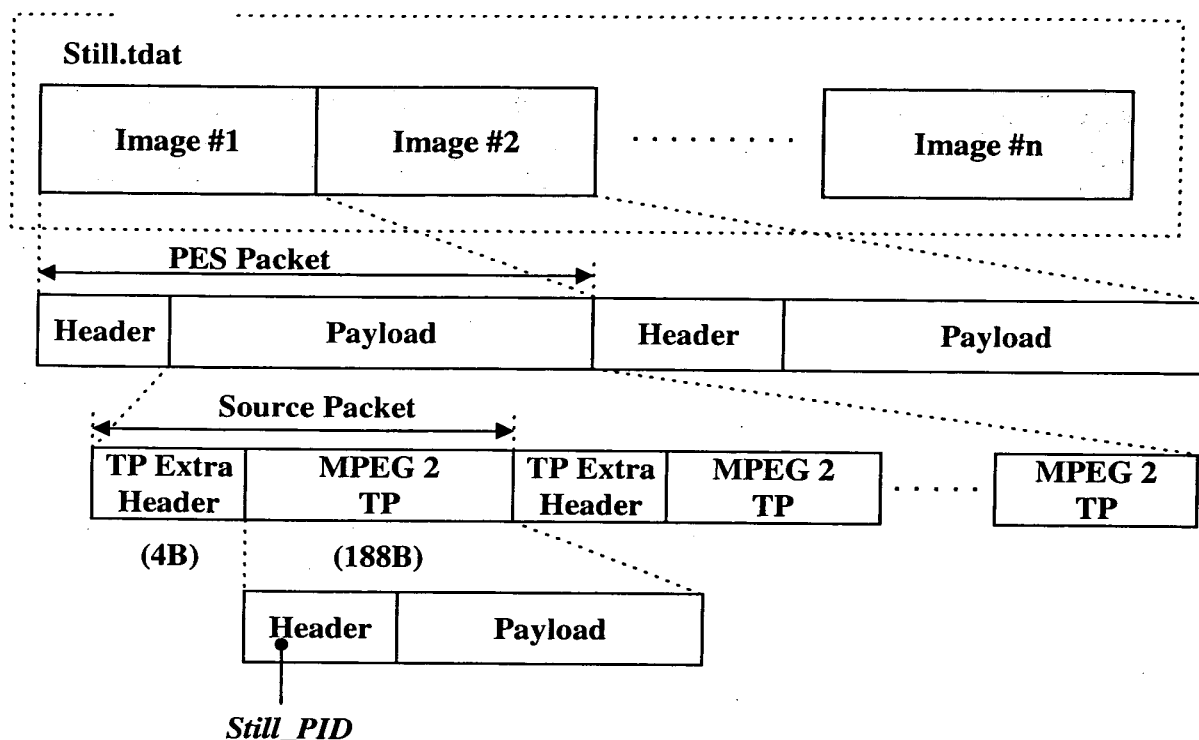 Still.tdat
Image #1 Image #2 . . . . . . . . Image #n
PES Packet
Header Payload Header Payload
Source Packet
TP Extra Header MPEG 2 TP TP Extra Header MPEG 2 TP . . . . . MPEG 2 TP
(4B) (188B)
Header Payload
Still_PID